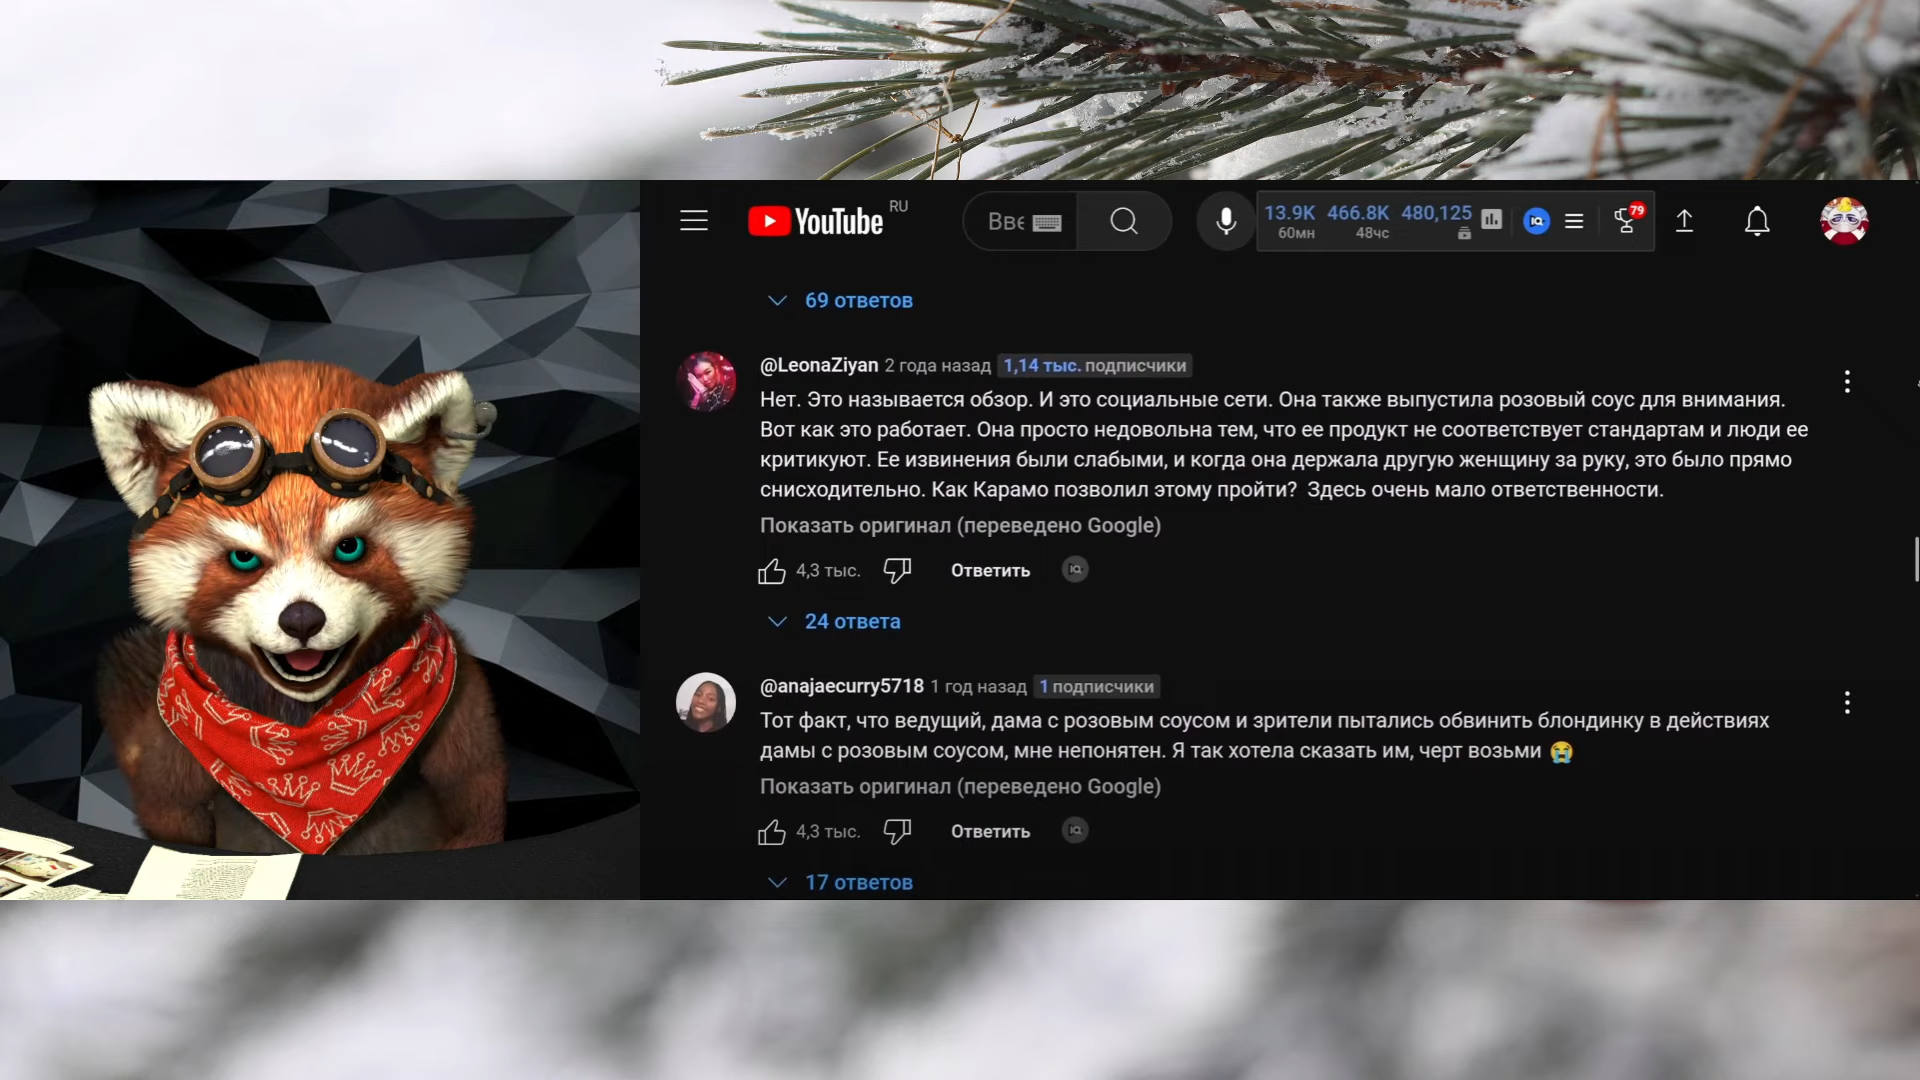 YouTube RU
Вве
13.9K 466.8K 480,125
60мн 48чс
79
69 ответов
@LeonaZiyan 2 года назад 1,14 тыс. подписчики
Нет. Это называется обзор. И это социальные сети. Она также выпустила розовый соус для внимания.
Вот как это работает. Она просто недовольна тем, что ее продукт не соответствует стандартам и люди ее
критикуют. Ее извинения были слабыми, и когда она держала другую женщину за руку, это было прямо
снисходительно. Как Карамо позволил этому пройти? Здесь очень мало ответственности.
Показать оригинал (переведено Google)
4,3 тыс. Ответить
24 ответа
@anajaecurry5718 1 год назад 1 подписчики
Тот факт, что ведущий, дама с розовым соусом и зрители пытались обвинить блондинку в действиях
дамы с розовым соусом, мне непонятен. Я так хотела сказать им, черт возьми 😭
Показать оригинал (переведено Google)
4,3 тыс. Ответить
17 ответов